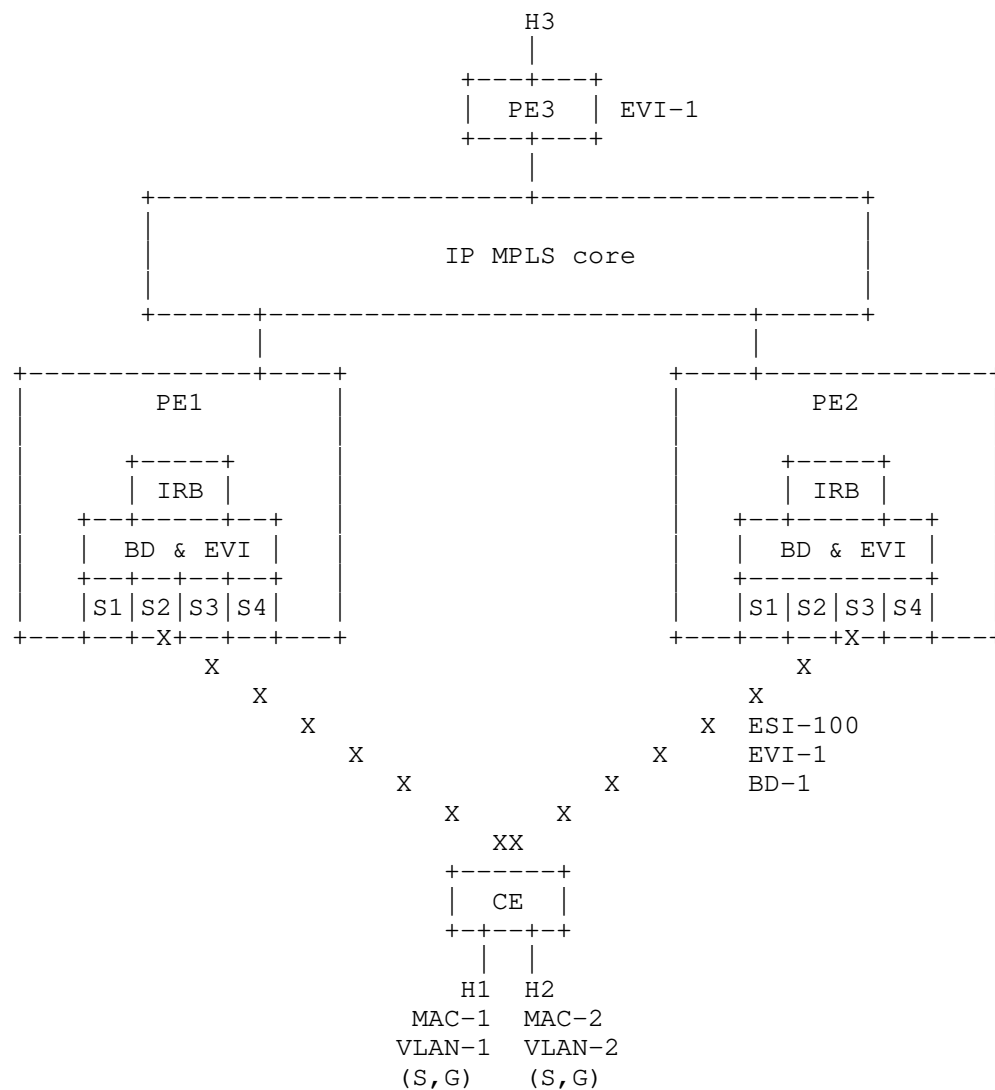 H3
PE3 EVI-1
IP MPLS core
PE1 PE2
IRB IRB
BD & EVI BD & EVI
S1 S2 S3 S4 S1 S2 S3 S4
X X
X X
X X
X X ESI-100
X X EVI-1
X X BD-1
X X
XX
CE
H1 H2
MAC-1 MAC-2
VLAN-1 VLAN-2
(S,G) (S,G)